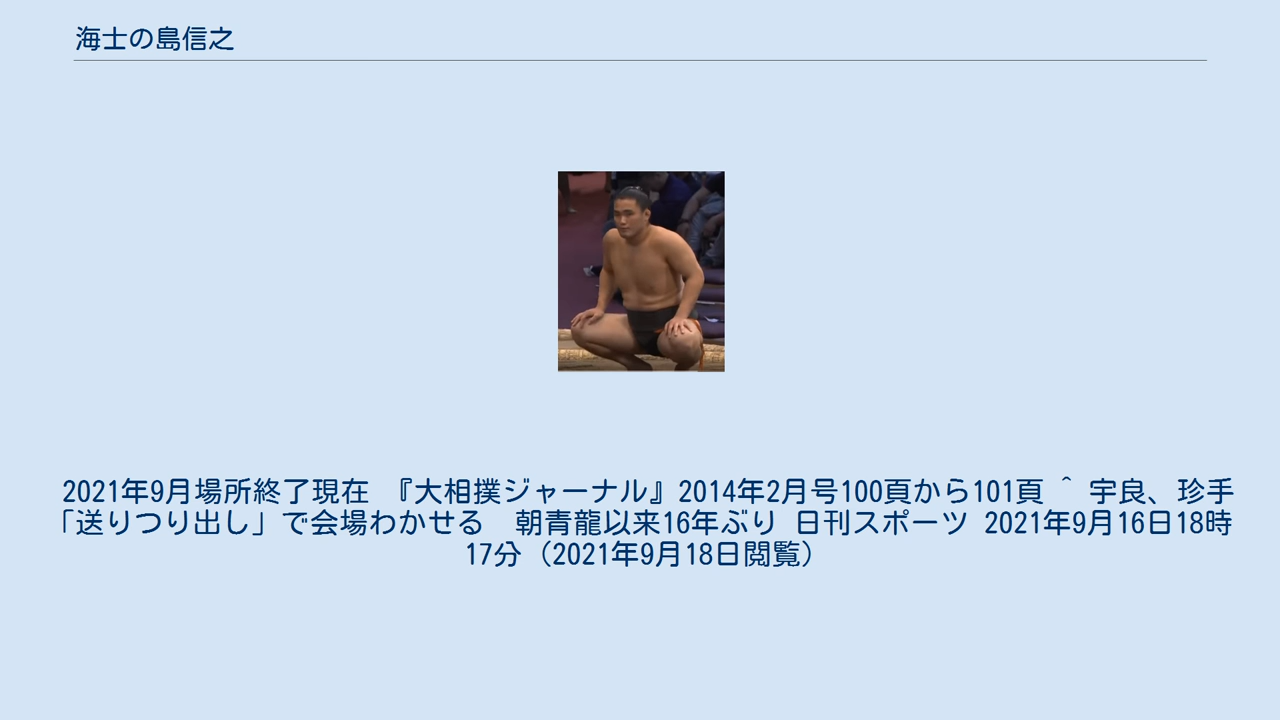 海士の島信之
2021年9月場所終了現在 『大相撲ジャーナル』2014年2月号100頁から101頁 ^ 宇良、珍手
「送りつり出し」で会場わかせる　朝青龍以来16年ぶり 日刊スポーツ 2021年9月16日18時
17分（2021年9月18日閲覧）